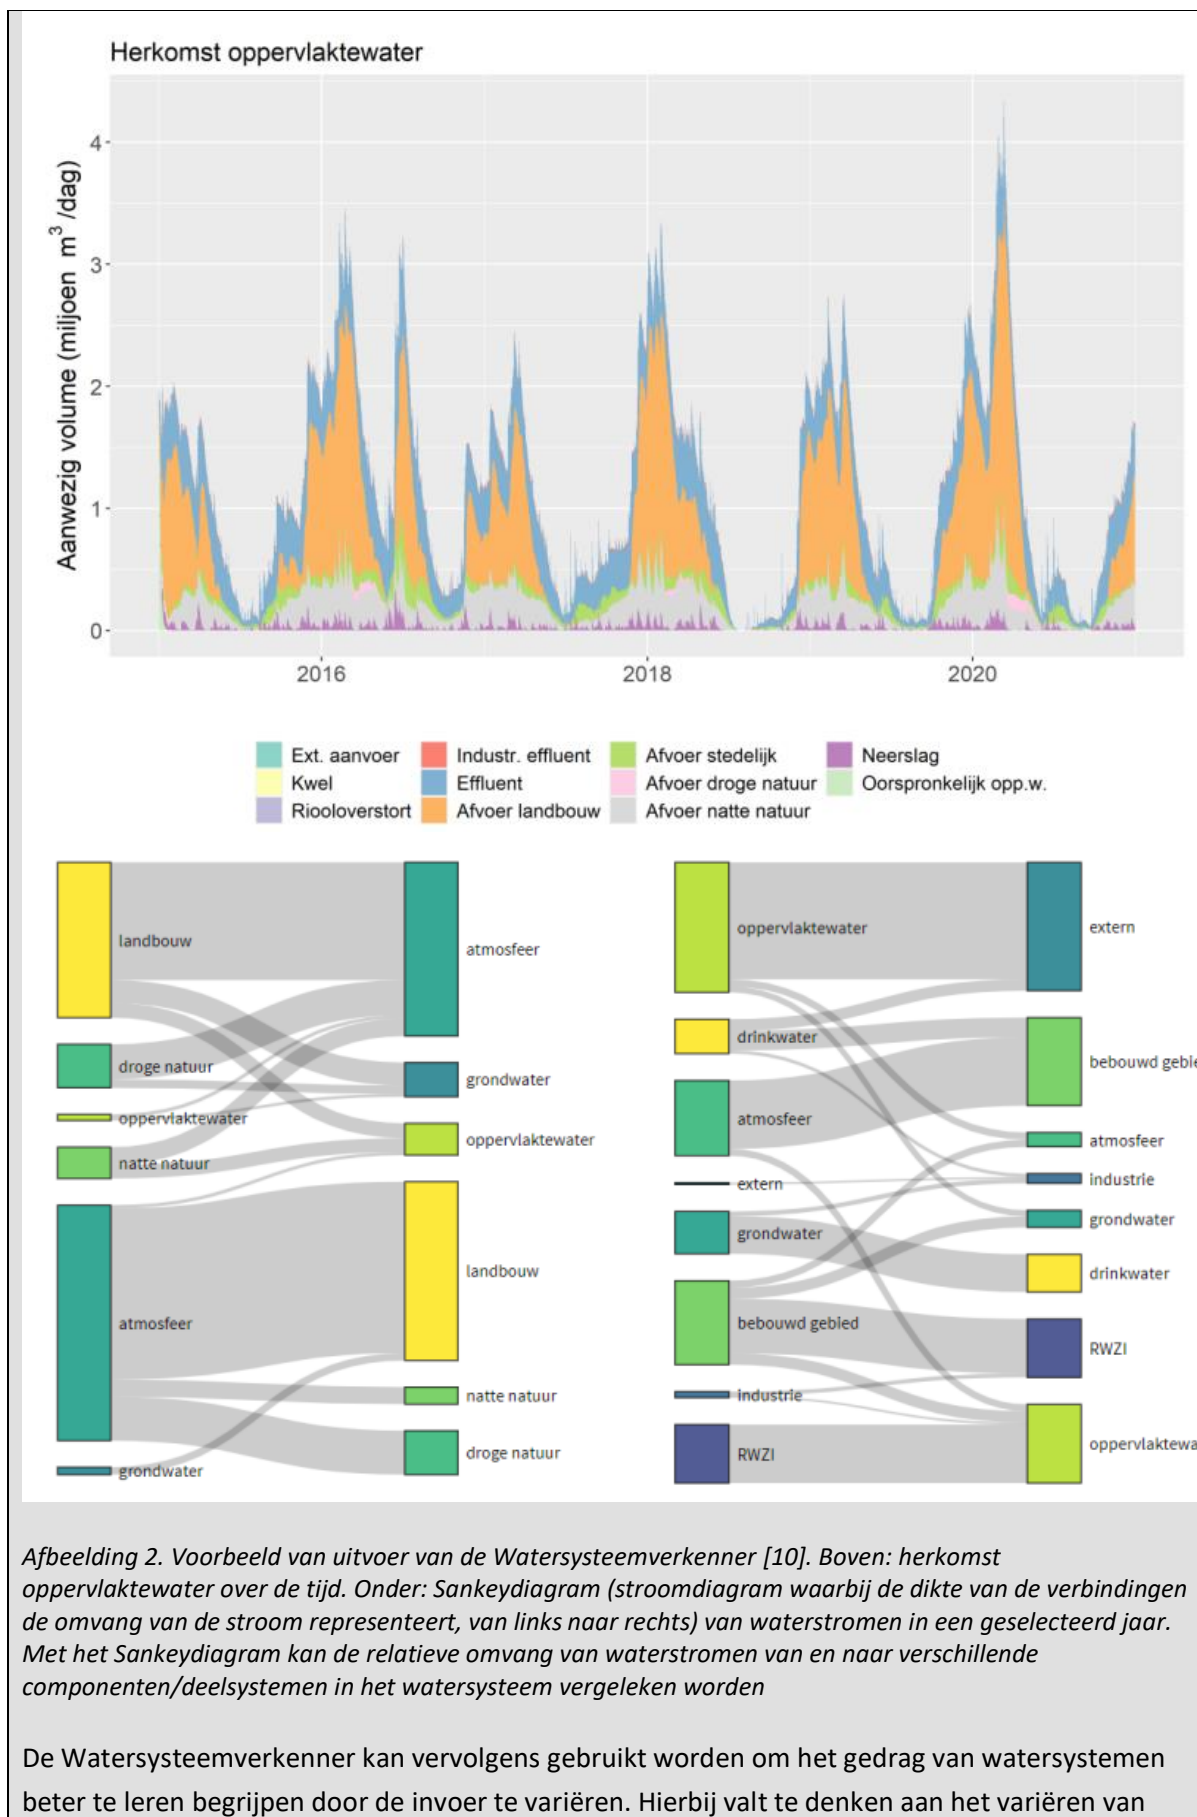 Herkomst oppervlaktewater
Aanwezig volume (miljoen m³ /dag)
4
3
2
1
0
2016
2018
2020
Ext. aanvoer
Industr. effluent
Afvoer stedelijk
Neerslag
Kwel
Effluent
Afvoer droge natuur
Oorspronkelijk opp.w.
Riooloverstort
Afvoer landbouw
Afvoer natte natuur
landbouw
droge natuur
oppervlaktewater
natte natuur
atmosfeer
grondwater
atmosfeer
grondwater
oppervlaktewater
landbouw
natte natuur
droge natuur
oppervlaktewater
drinkwater
atmosfeer
extern
grondwater
bebouwd gebied
industrie
RWZI
extern
bebouwd gebie
atmosfeer
industrie
grondwater
drinkwater
RWZI
oppervlaktewa
Afbeelding 2. Voorbeeld van uitvoer van de Watersysteemverkenner [10]. Boven: herkomst
oppervlaktewater over de tijd. Onder: Sankeydiagram (stroomdiagram waarbij de dikte van de verbindingen
de omvang van de stroom representeert, van links naar rechts) van waterstromen in een geselecteerd jaar.
Met het Sankeydiagram kan de relatieve omvang van waterstromen van en naar verschillende
componenten/deelsystemen in het watersysteem vergeleken worden
De Watersysteemverkenner kan vervolgens gebruikt worden om het gedrag van watersystemen
beter te leren begrijpen door de invoer te variëren. Hierbij valt te denken aan het variëren van